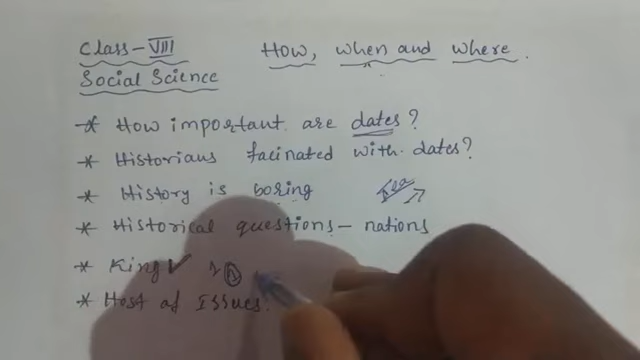 Class-VIII How, when and where.
Social Science
* How important are dates?
* Historians facinated with dates?
* History is boring
* Historical questions - nations
* King ✓
* Host of Issues.